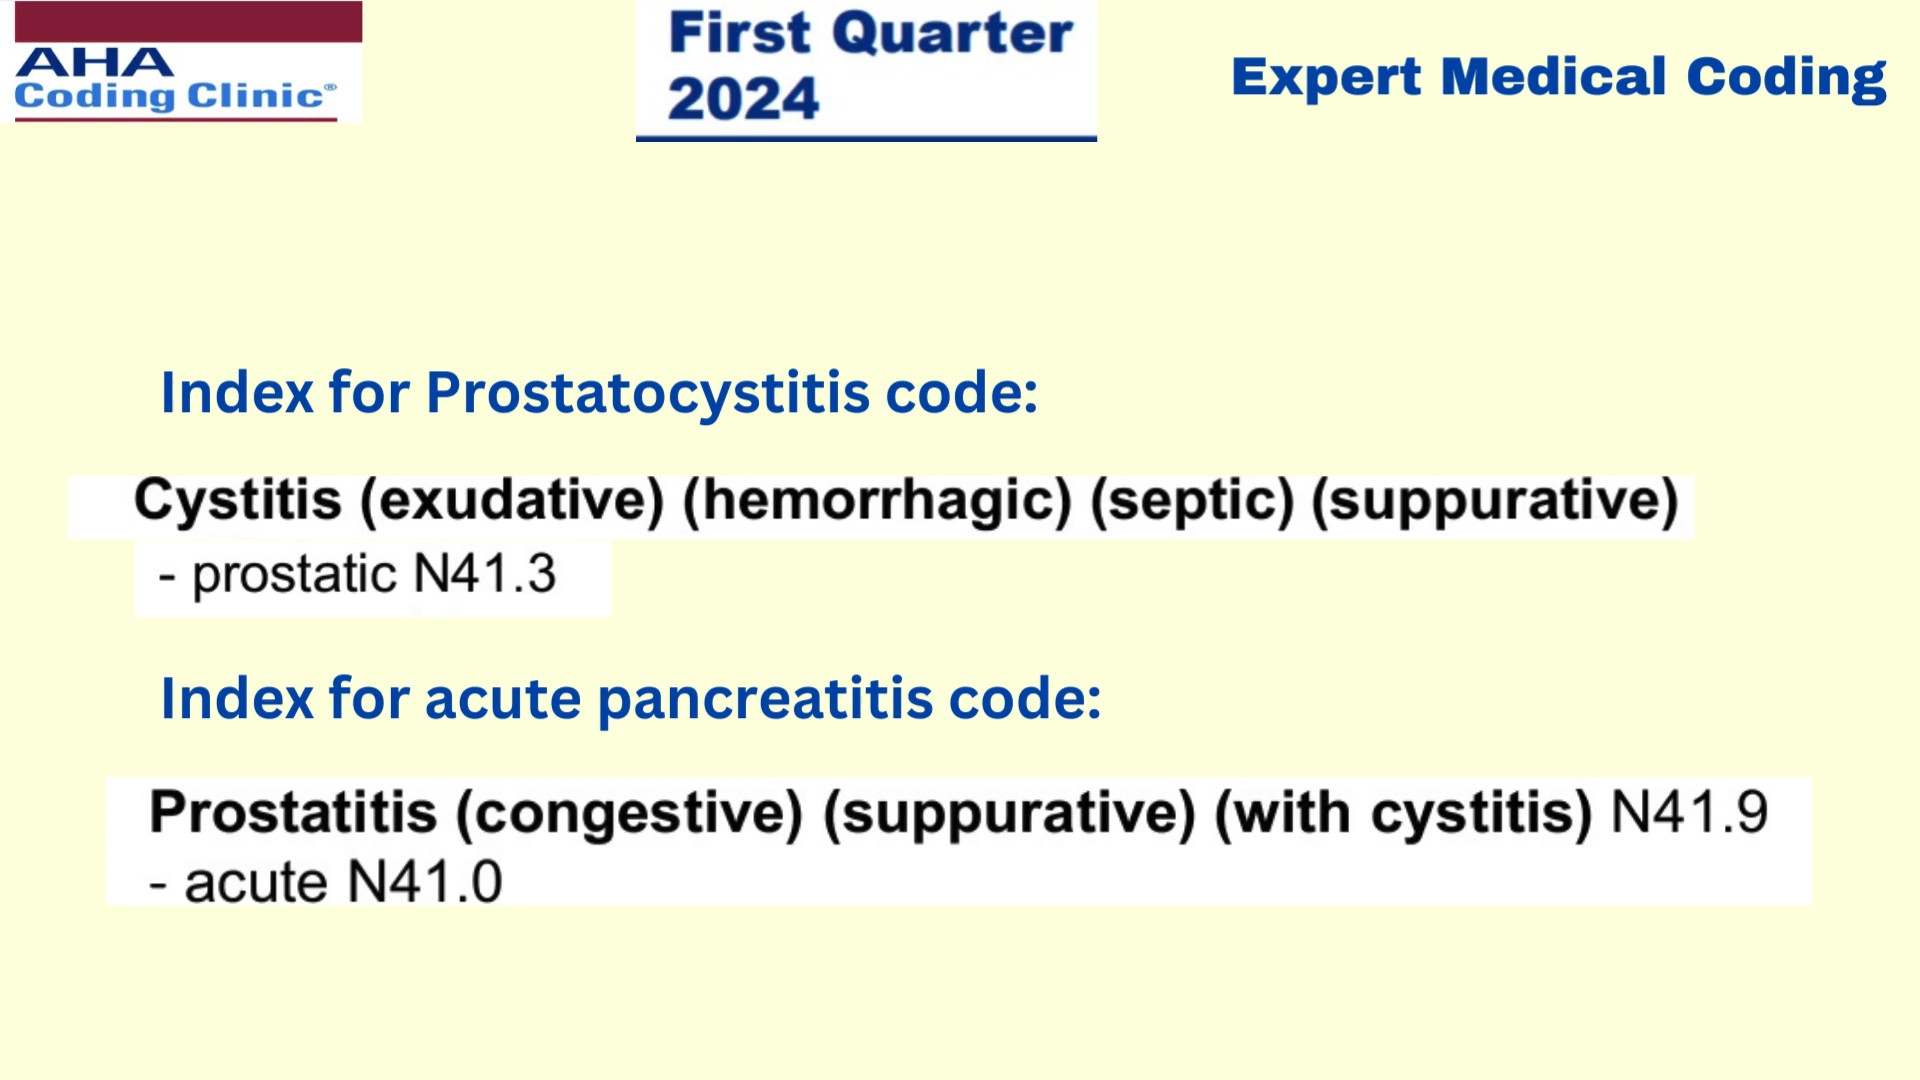 AHA
Coding Clinic®
First Quarter
2024
Expert Medical Coding
Index for Prostatocystitis code:
Cystitis (exudative) (hemorrhagic) (septic) (suppurative)
- prostatic N41.3
Index for acute pancreatitis code:
Prostatitis (congestive) (suppurative) (with cystitis) N41.9
- acute N41.0